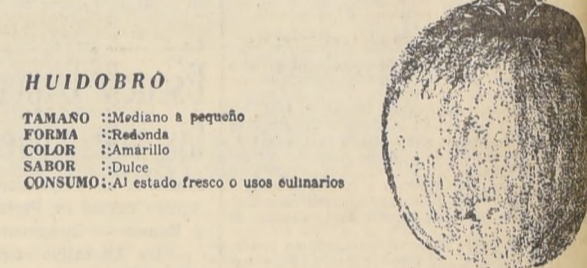 HUIDOBRO
TAMAÑO ::Mediano a pequeño
FORMA ::Redonda
COLOR ::Amarillo
SABOR ::Dulce
CONSUMO::Al estado fresco o usos culinarios